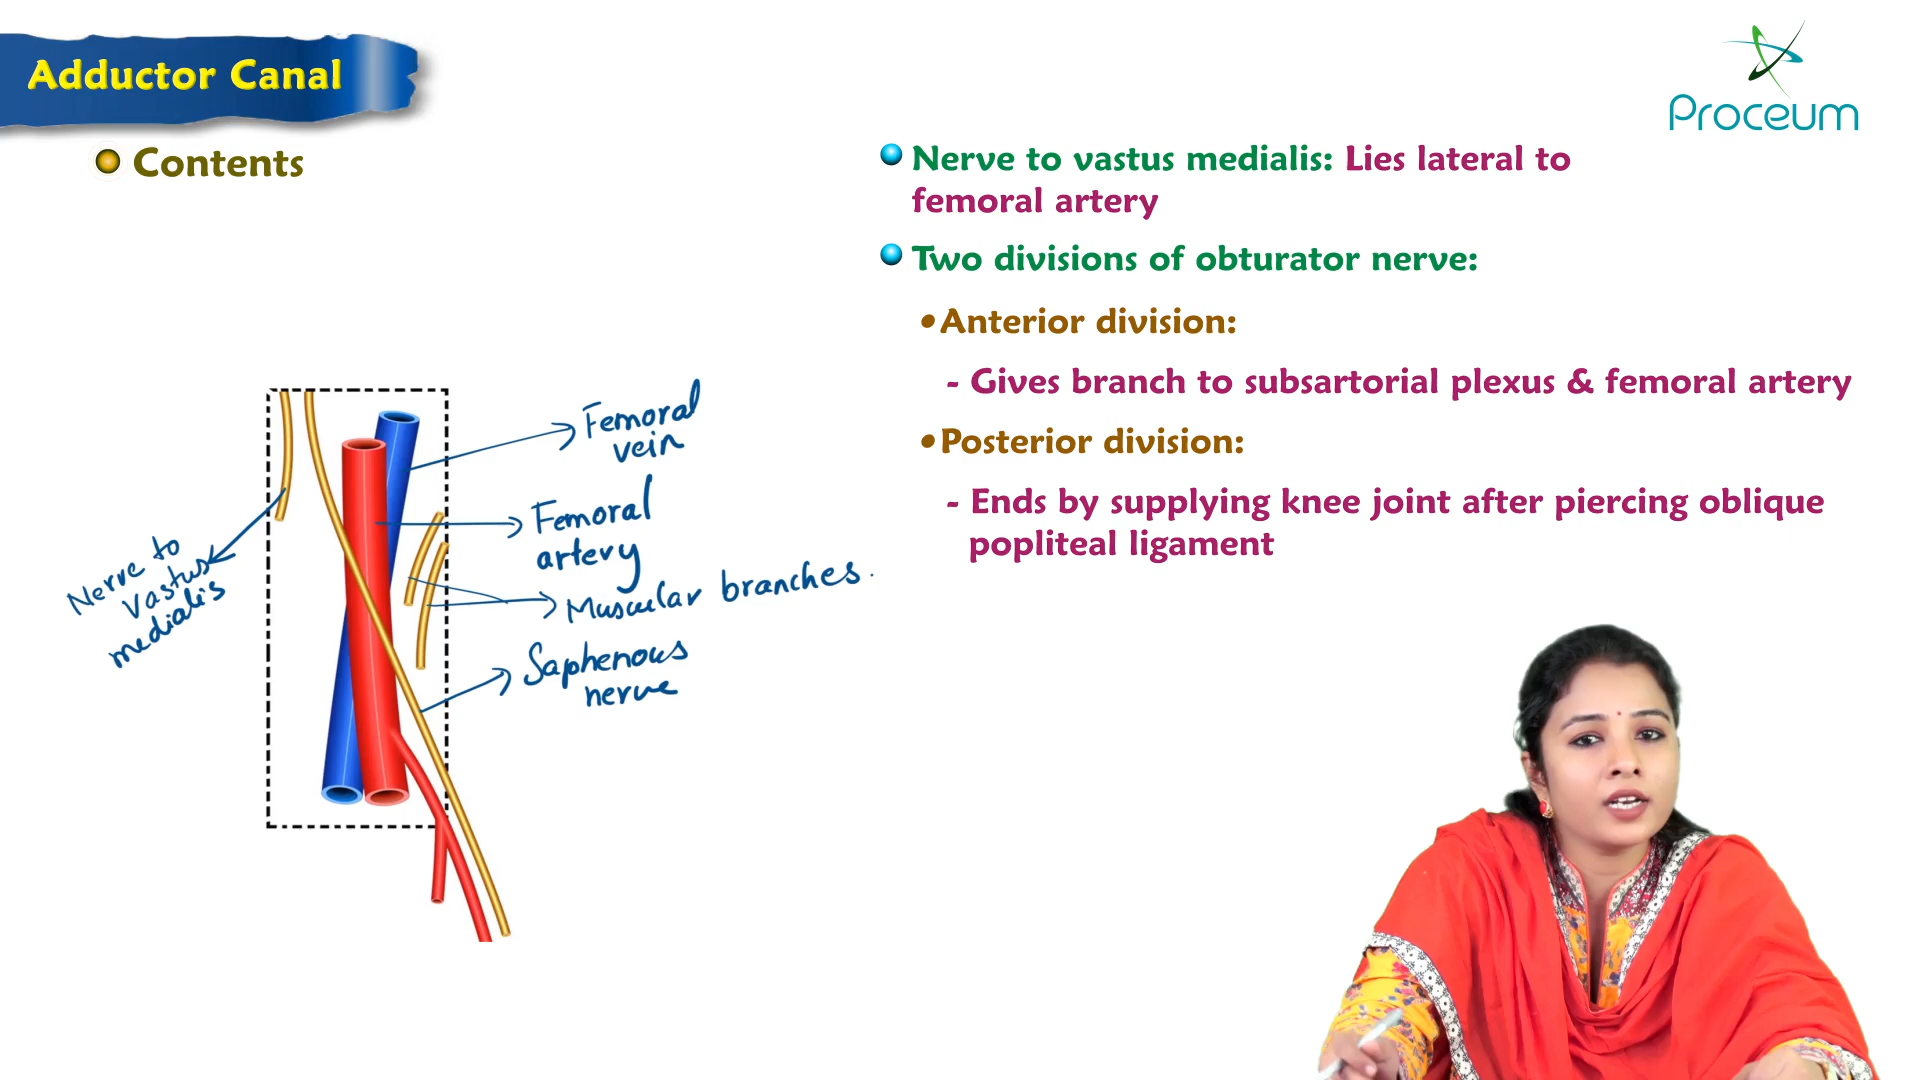 Adductor Canal
Proceum
Contents
Nerve to vastus medialis: Lies lateral to
femoral artery
Two divisions of obturator nerve:
•Anterior division:
- Gives branch to subsartorial plexus & femoral artery
•Posterior division:
- Ends by supplying knee joint after piercing oblique
popliteal ligament
Femoral
vein
Femoral
artery
Muscular branches.
Saphenous
nerve
Nerve to
vastus
medialis